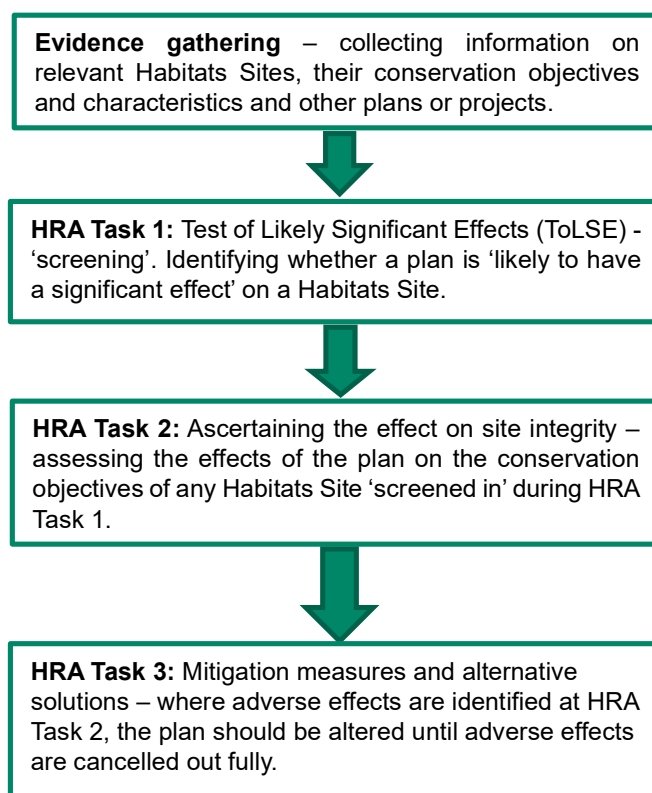 Evidence gathering – collecting information on
relevant Habitats Sites, their conservation objectives
and characteristics and other plans or projects.
HRA Task 1: Test of Likely Significant Effects (ToLSE) -
‘screening’. Identifying whether a plan is ‘likely to have
a significant effect’ on a Habitats Site.
HRA Task 2: Ascertaining the effect on site integrity –
assessing the effects of the plan on the conservation
objectives of any Habitats Site ‘screened in’ during HRA
Task 1.
HRA Task 3: Mitigation measures and alternative
solutions – where adverse effects are identified at HRA
Task 2, the plan should be altered until adverse effects
are cancelled out fully.